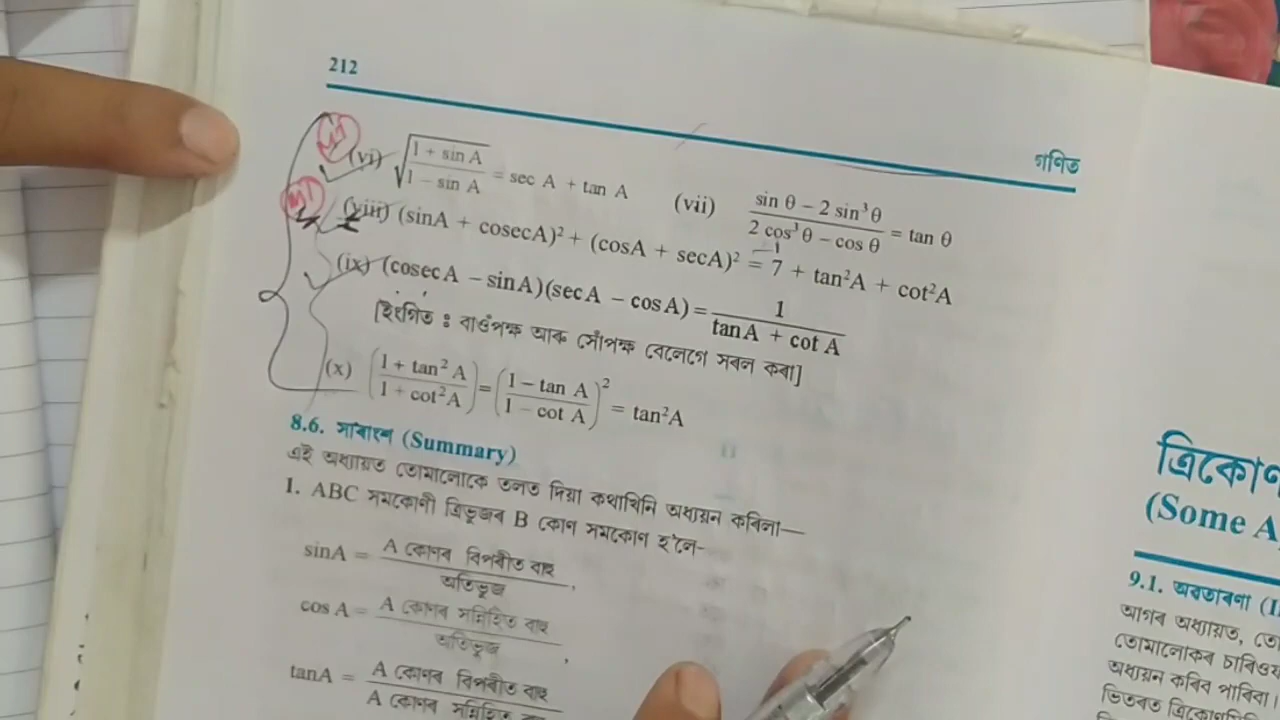 212
গণিত
(vi) √((1 + sin A)/(1 − sin A)) = sec A + tan A (vii) (sin θ − 2 sin³θ)/(2 cos³θ − cos θ) = tan θ
(viii) (sinA + cosecA)² + (cosA + secA)² = 7 + tan²A + cot²A
(ix) (cosecA − sinA)(secA − cosA) = 1/(tanA + cot A)
[ইংগিত : বাওঁপক্ষ আৰু সোঁপক্ষ বেলেগে সৰল কৰা]
(x) ((1 + tan² A)/(1 + cot²A)) = ((1 − tan A)/(1 − cot A))² = tan²A
8.6. সাৰাংশ (Summary)
এই অধ্যায়ত তোমালোকে তলত দিয়া কথাখিনি অধ্যয়ন কৰিলা—
1. ABC সমকোণী ত্ৰিভুজৰ B কোণ সমকোণ হ'লে-
sinA = A কোণৰ বিপৰীত বাহু / অতিভুজ .
cos A = A কোণৰ সন্নিহিত বাহু / অতিভুজ ,
tanA = A কোণৰ বিপৰীত বাহু / A কোণৰ সন্নিহিত
ত্ৰিকোণ
(Some A
9.1. অৱতাৰণা (I
আগৰ অধ্যায়ত, তো
তোমালোকৰ চাৰিওফ
অধ্যয়ন কৰিব পাৰিবা।